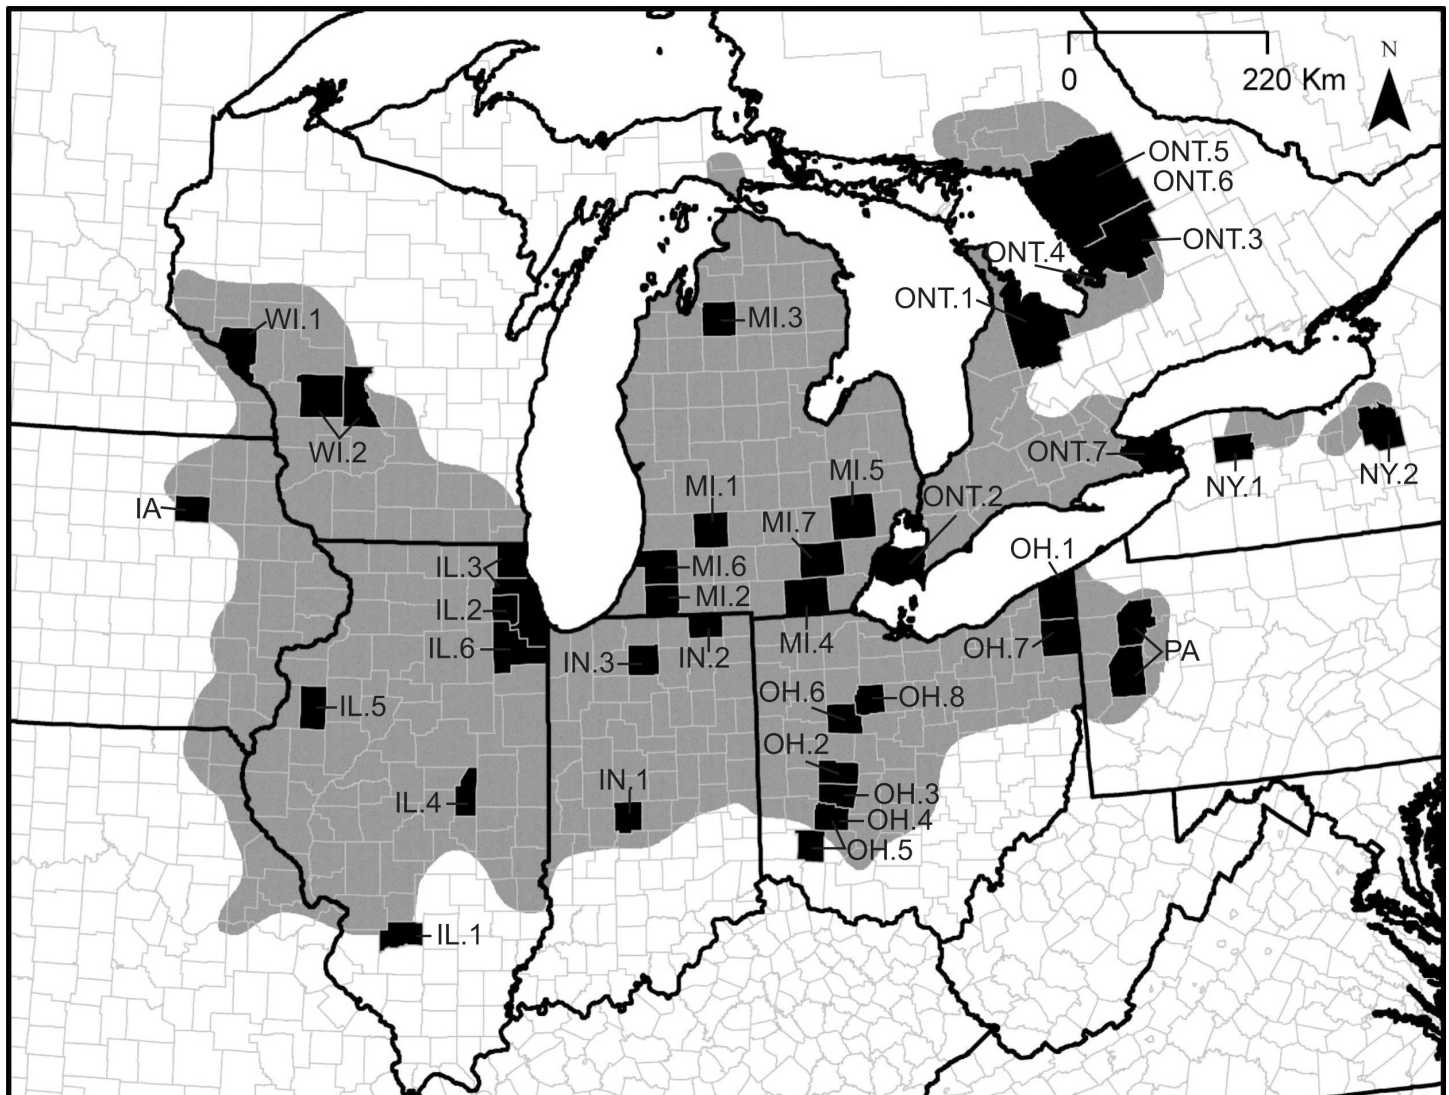 N
0 220 Km
ONT.5
ONT.6
ONT.3
ONT.4
ONT.1
WI.1
MI.3
WI.2
ONT.7
NY.1
NY.2
IA
MI.1
MI.5
ONT.2
MI.7
OH.1
IL.3
MI.6
IL.2
MI.2
IL.6
IN.3
IN.2
MI.4
OH.7
PA
IL.5
OH.6
OH.8
OH.2
IN.1
IL.4
OH.3
OH.4
OH.5
IL.1